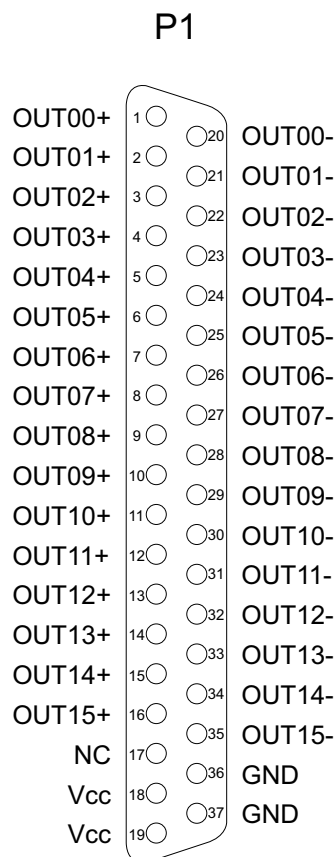 P1
OUT00+ 1
20 OUT00-
OUT01+ 2
21 OUT01-
OUT02+ 3
22 OUT02-
OUT03+ 4
23 OUT03-
OUT04+ 5
24 OUT04-
OUT05+ 6
25 OUT05-
OUT06+ 7
26 OUT06-
OUT07+ 8
27 OUT07-
OUT08+ 9
28 OUT08-
OUT09+ 10
29 OUT09-
OUT10+ 11
30 OUT10-
OUT11+ 12
31 OUT11-
OUT12+ 13
32 OUT12-
OUT13+ 14
33 OUT13-
OUT14+ 15
34 OUT14-
OUT15+ 16
35 OUT15-
NC 17
36 GND
Vcc 18
37 GND
Vcc 19